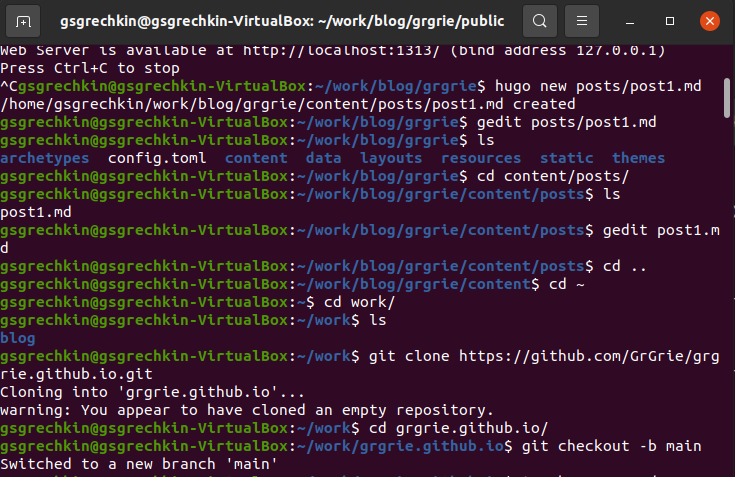 gsgrechkin@gsgrechkin-VirtualBox: ~/work/blog/grgrie/public
Web Server is available at http://localhost:1313/ (bind address 127.0.0.1)
Press Ctrl+C to stop
^Cgsgrechkin@gsgrechkin-VirtualBox:~/work/blog/grgrie$ hugo new posts/post1.md
/home/gsgrechkin/work/blog/grgrie/content/posts/post1.md created
gsgrechkin@gsgrechkin-VirtualBox:~/work/blog/grgrie$ gedit posts/post1.md
gsgrechkin@gsgrechkin-VirtualBox:~/work/blog/grgrie$ ls
archetypes  config.toml  content  data  layouts  resources  static  themes
gsgrechkin@gsgrechkin-VirtualBox:~/work/blog/grgrie$ cd content/posts/
gsgrechkin@gsgrechkin-VirtualBox:~/work/blog/grgrie/content/posts$ ls
post1.md
gsgrechkin@gsgrechkin-VirtualBox:~/work/blog/grgrie/content/posts$ gedit post1.m
d
gsgrechkin@gsgrechkin-VirtualBox:~/work/blog/grgrie/content/posts$ cd ..
gsgrechkin@gsgrechkin-VirtualBox:~/work/blog/grgrie/content$ cd ~
gsgrechkin@gsgrechkin-VirtualBox:~$ cd work/
gsgrechkin@gsgrechkin-VirtualBox:~/work$ ls
blog
gsgrechkin@gsgrechkin-VirtualBox:~/work$ git clone https://github.com/GrGrie/grg
rie.github.io.git
Cloning into 'grgrie.github.io'...
warning: You appear to have cloned an empty repository.
gsgrechkin@gsgrechkin-VirtualBox:~/work$ cd grgrie.github.io/
gsgrechkin@gsgrechkin-VirtualBox:~/work/grgrie.github.io$ git checkout -b main
Switched to a new branch 'main'